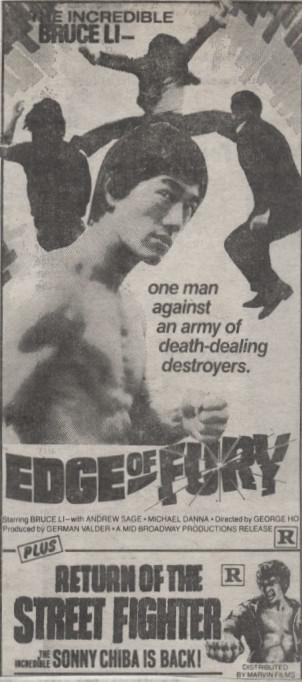 THE INCREDIBLE
BRUCE LI—
one man
against
an army of
death-dealing
destroyers.
EDGE OF FURY
Starring BRUCE LI—with ANDREW SAGE • MICHAEL DANNA • Directed by GEORGE HO
Produced by GERMAN VALDER • A MID BROADWAY PRODUCTIONS RELEASE
R
PLUS
RETURN OF THE
R
STREET FIGHTER
THE INCREDIBLE SONNY CHIBA IS BACK!
DISTRIBUTED
BY MARVIN FILMS